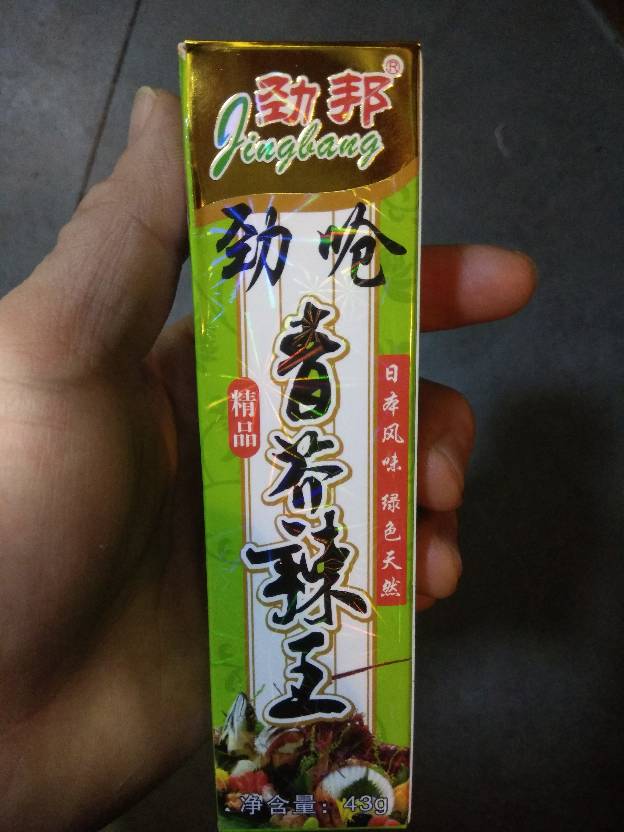 劲邦®
Jingbang
劲呛
青芥辣王
精品
日本风味 绿色天然
净含量：43g